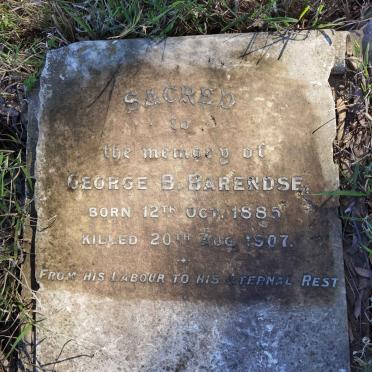 SACRED
to
the memory of
GEORGE B. BARENDSE,
BORN 12TH OCT. 1885
KILLED 20TH AUG. 1907.
FROM HIS LABOUR TO HIS ETERNAL REST